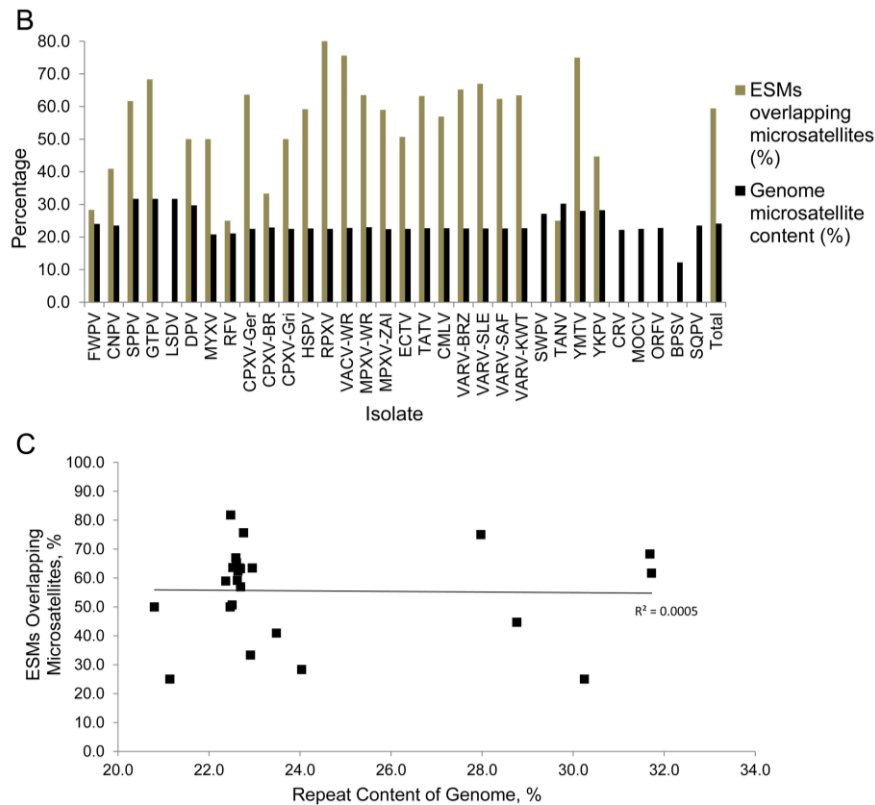 B
80.0
70.0
60.0
50.0
40.0
30.0
20.0
10.0
0.0
Percentage
FWPV
CNPV
SPPV
GTPV
LSDV
DPV
MYXV
RFV
CPXV-Ger
CPXV-BR
CPXV-Gri
HSPV
RPXV
VACV-WR
MPXV-WR
MPXV-ZAI
ECTV
TATV
CMLV
VARV-BRZ
VARV-SLE
VARV-SAF
VARV-KWT
SWPV
TANV
YMTV
YKPV
CRV
MOCV
ORFV
BPSV
SQPV
Total
Isolate
ESMs
overlapping
microsatellites
(%)
Genome
microsatellite
content (%)
C
100.0
90.0
80.0
70.0
60.0
50.0
40.0
30.0
20.0
10.0
0.0
ESMs Overlapping
Microsatellites, %
R² = 0.0005
20.0
22.0
24.0
26.0
28.0
30.0
32.0
34.0
Repeat Content of Genome, %